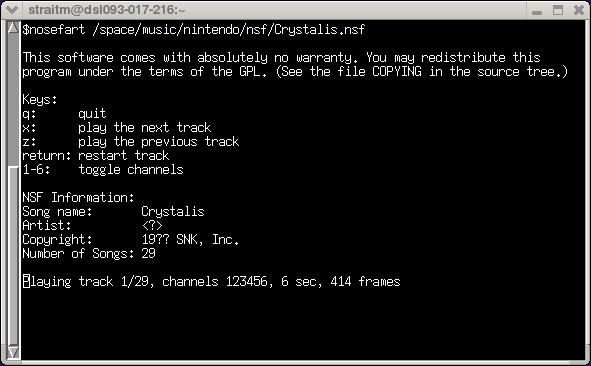 straitm@dsl093-017-216:~
$nosefart /space/music/nintendo/nsf/Crystalis.nsf
This software comes with absolutely no warranty. You may redistribute this
program under the terms of the GPL. (See the file COPYING in the source tree.)
Keys:
q: quit
x: play the next track
z: play the previous track
return: restart track
1-6: toggle channels
NSF Information:
Song name: Crystalis
Artist: <?>
Copyright: 19?? SNK, Inc.
Number of Songs: 29
Playing track 1/29, channels 123456, 6 sec, 414 frames